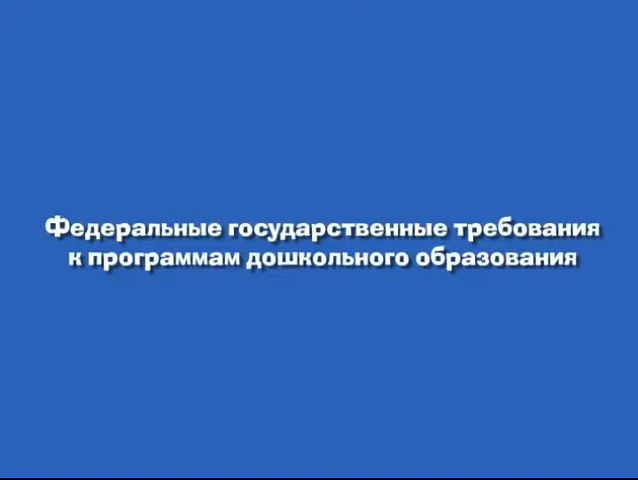 Федеральные государственные требования
к программам дошкольного образования